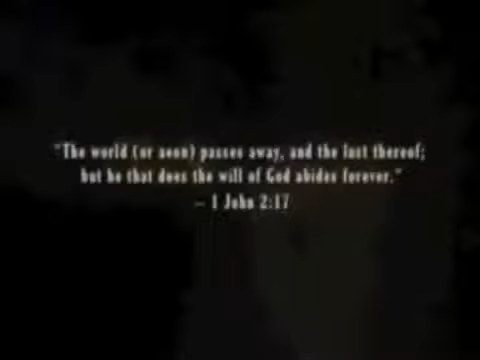 "The world (or aeon) passes away, and the lust thereof;
but he that does the will of God abides forever."
– 1 John 2:17